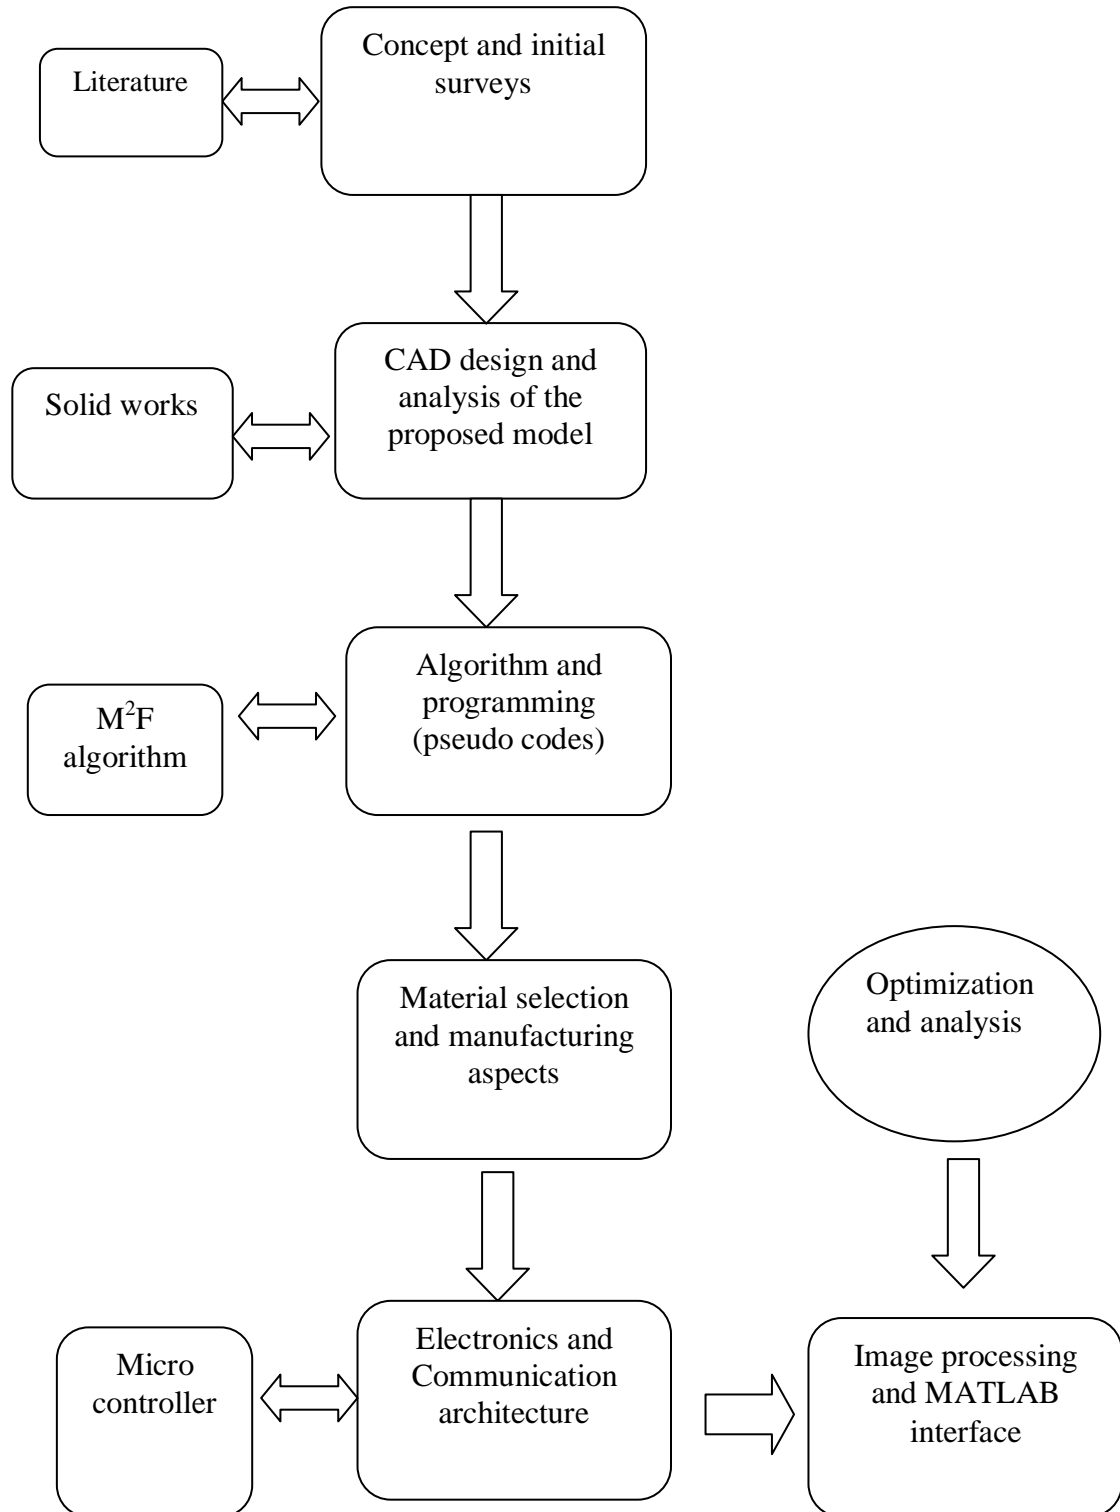 Concept and initial
surveys
Literature
CAD design and
analysis of the
proposed model
Solid works
Algorithm and
programming
(pseudo codes)
M²F
algorithm
Material selection
and manufacturing
aspects
Optimization
and analysis
Electronics and
Communication
architecture
Micro
controller
Image processing
and MATLAB
interface